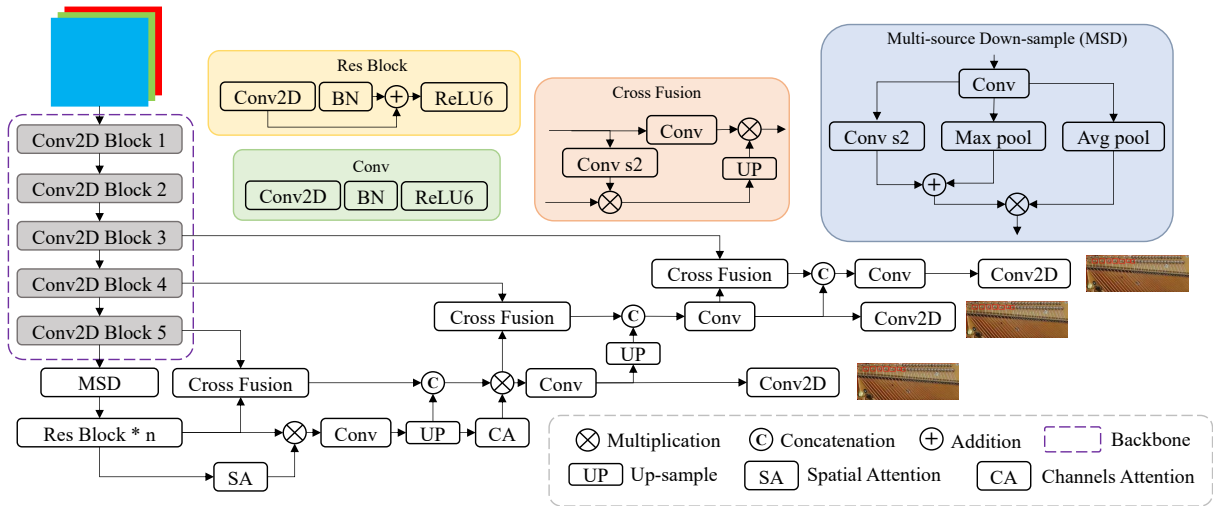 Multi-source Down-sample (MSD)
Conv
Conv s2
Max pool
Avg pool
Res Block
Conv2D
BN
ReLU6
Cross Fusion
Conv
Conv s2
UP
Conv
Conv2D
BN
ReLU6
Conv2D Block 1
Conv2D Block 2
Conv2D Block 3
Conv2D Block 4
Conv2D Block 5
MSD
Res Block * n
SA
Cross Fusion
Conv
UP
CA
C
Cross Fusion
Conv
UP
Conv2D
C
Cross Fusion
Conv
Conv2D
C
Conv
Conv2D
Multiplication
C Concatenation
Addition
Backbone
UP Up-sample
SA Spatial Attention
CA Channels Attention